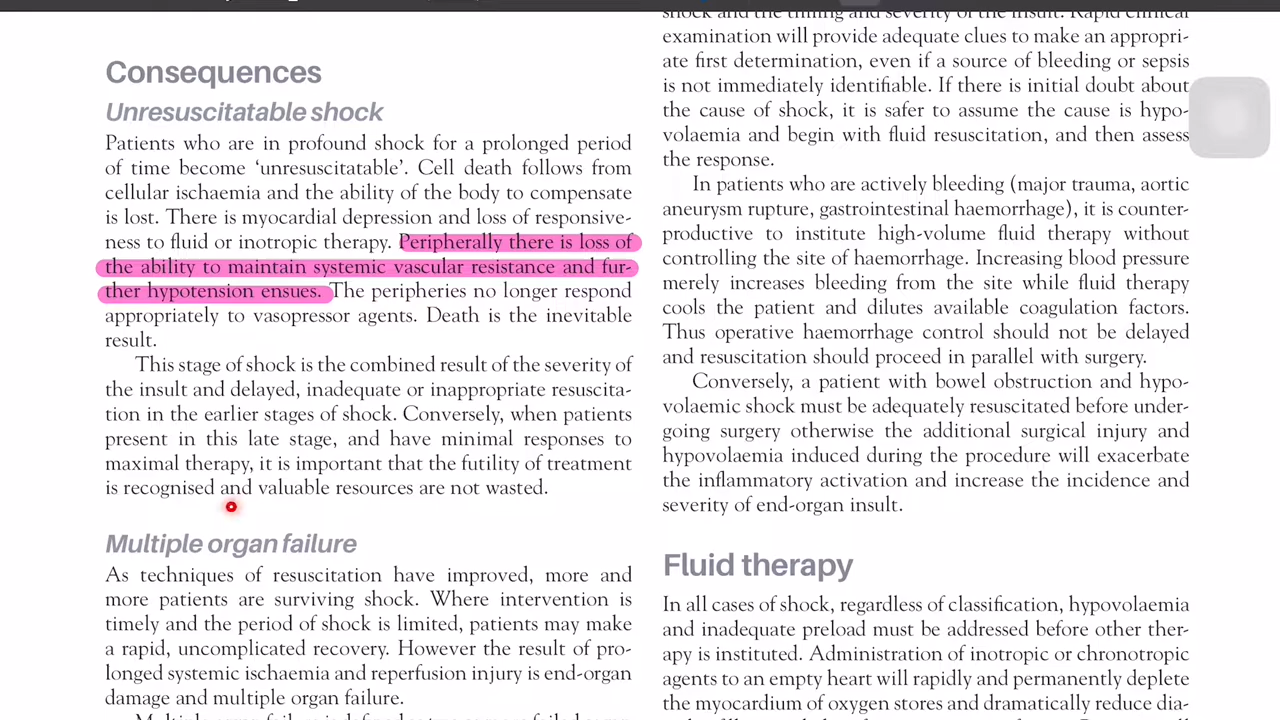 Consequences
Unresuscitatable shock
Patients who are in profound shock for a prolonged period
of time become ‘unresuscitatable’. Cell death follows from
cellular ischaemia and the ability of the body to compensate
is lost. There is myocardial depression and loss of responsive-
ness to fluid or inotropic therapy. Peripherally there is loss of
the ability to maintain systemic vascular resistance and fur-
ther hypotension ensues. The peripheries no longer respond
appropriately to vasopressor agents. Death is the inevitable
result.
This stage of shock is the combined result of the severity of
the insult and delayed, inadequate or inappropriate resuscita-
tion in the earlier stages of shock. Conversely, when patients
present in this late stage, and have minimal responses to
maximal therapy, it is important that the futility of treatment
is recognised and valuable resources are not wasted.
Multiple organ failure
As techniques of resuscitation have improved, more and
more patients are surviving shock. Where intervention is
timely and the period of shock is limited, patients may make
a rapid, uncomplicated recovery. However the result of pro-
longed systemic ischaemia and reperfusion injury is end-organ
damage and multiple organ failure.
shock and the timing and severity of the insult. Rapid clinical
examination will provide adequate clues to make an appropri-
ate first determination, even if a source of bleeding or sepsis
is not immediately identifiable. If there is initial doubt about
the cause of shock, it is safer to assume the cause is hypo-
volaemia and begin with fluid resuscitation, and then assess
the response.
In patients who are actively bleeding (major trauma, aortic
aneurysm rupture, gastrointestinal haemorrhage), it is counter-
productive to institute high-volume fluid therapy without
controlling the site of haemorrhage. Increasing blood pressure
merely increases bleeding from the site while fluid therapy
cools the patient and dilutes available coagulation factors.
Thus operative haemorrhage control should not be delayed
and resuscitation should proceed in parallel with surgery.
Conversely, a patient with bowel obstruction and hypo-
volaemic shock must be adequately resuscitated before under-
going surgery otherwise the additional surgical injury and
hypovolaemia induced during the procedure will exacerbate
the inflammatory activation and increase the incidence and
severity of end-organ insult.
Fluid therapy
In all cases of shock, regardless of classification, hypovolaemia
and inadequate preload must be addressed before other ther-
apy is instituted. Administration of inotropic or chronotropic
agents to an empty heart will rapidly and permanently deplete
the myocardium of oxygen stores and dramatically reduce dia-